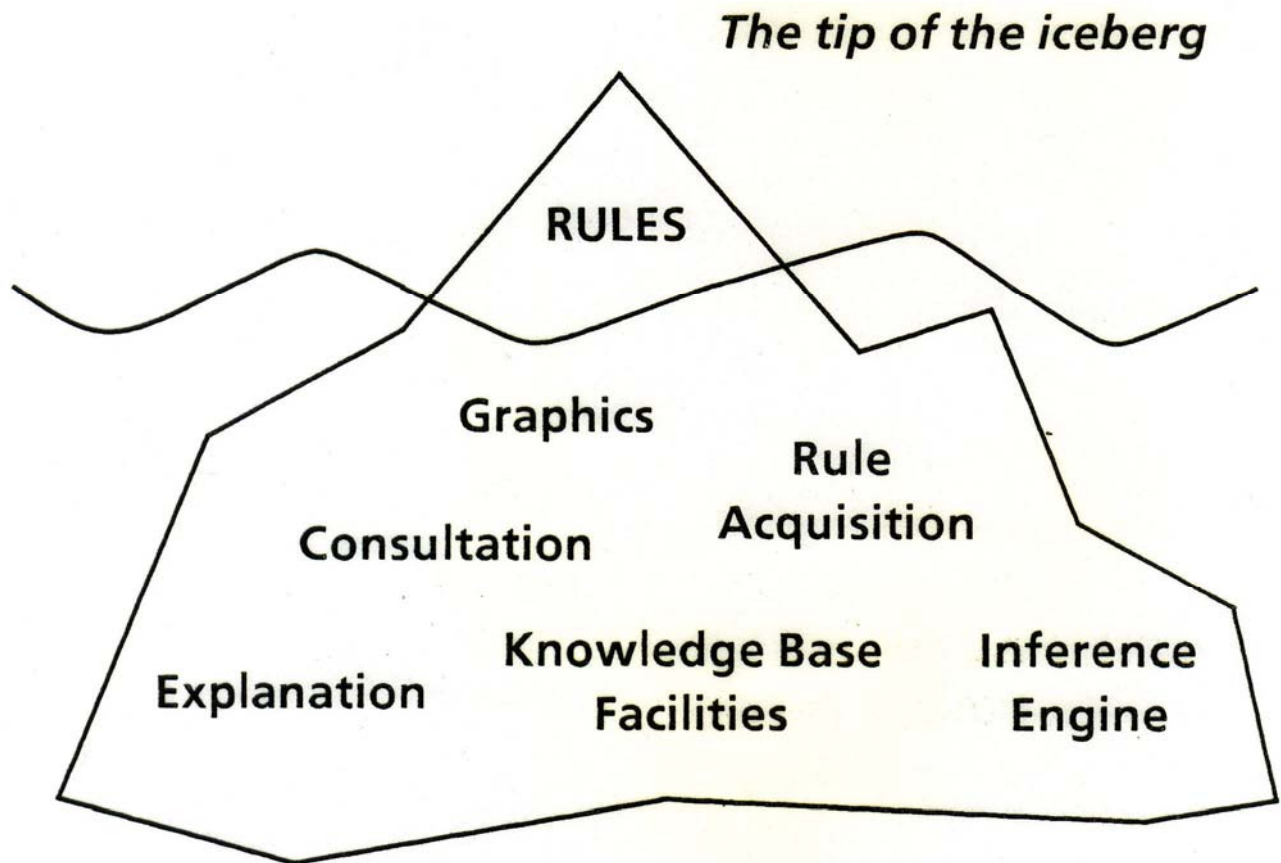 The tip of the iceberg
RULES
Graphics
Rule
Acquisition
Consultation
Knowledge Base
Facilities
Inference
Engine
Explanation